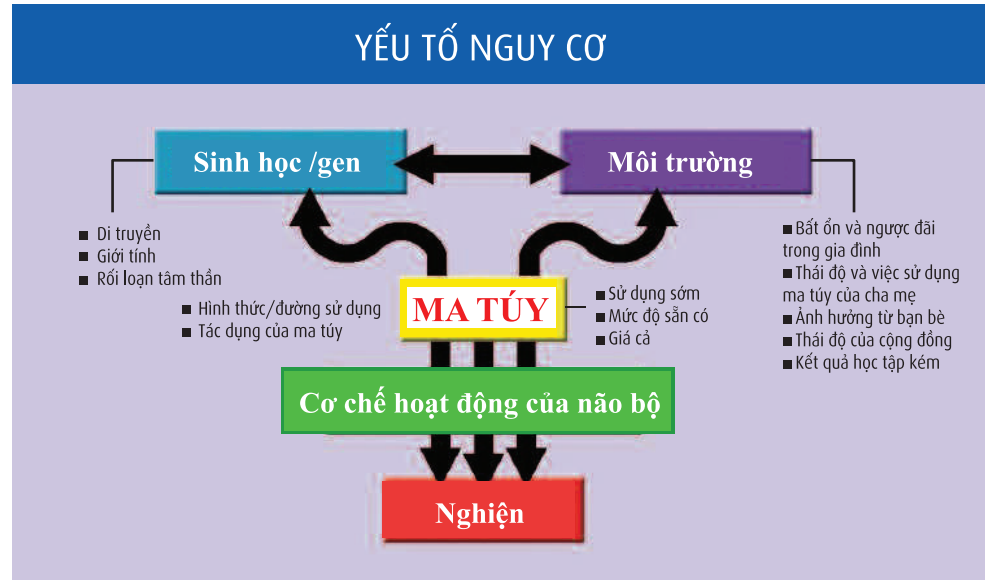 YẾU TỐ NGUY CƠ
Sinh học /gen
Môi trường
■ Di truyền
■ Giới tính
■ Rối loạn tâm thần
■ Bất ổn và ngược đãi
trong gia đình
■ Thái độ và việc sử dụng
ma túy của cha mẹ
■ Ảnh hưởng từ bạn bè
■ Thái độ của cộng đồng
■ Kết quả học tập kém
■ Hình thức/đường sử dụng
■ Tác dụng của ma túy
MA TÚY
■ Sử dụng sớm
■ Mức độ sẵn có
■ Giá cả
Cơ chế hoạt động của não bộ
Nghiện